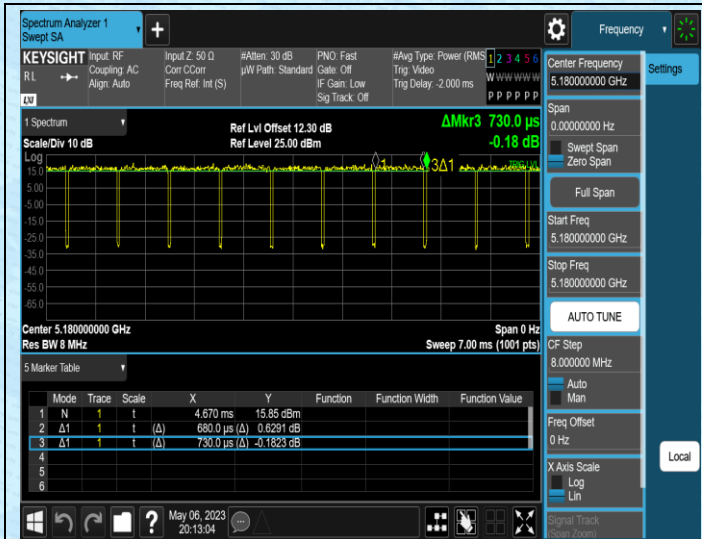 Spectrum Analyzer 1
Swept SA
Frequency
KEYSIGHT
RL
LXI
Input: RF
Coupling: AC
Align: Auto
Input Z: 50 Ω
Corr CCorr
Freq Ref: Int (S)
#Atten: 30 dB
µW Path: Standard
PNO: Fast
Gate: Off
IF Gain: Low
Sig Track: Off
#Avg Type: Power (RMS
Trig: Video
Trig Delay: -2.000 ms
1 2 3 4 5 6
W W W W W W
P P P P P P
1 Spectrum
Scale/Div 10 dB
Ref Lvl Offset 12.30 dB
Ref Level 25.00 dBm
ΔMkr3 730.0 µs
-0.18 dB
Log
15.0
5.00
-5.00
-15.0
-25.0
-35.0
-45.0
-55.0
-65.0
1
3Δ1
TRIG LVL
Center 5.180000000 GHz
Res BW 8 MHz
Span 0 Hz
Sweep 7.00 ms (1001 pts)
5 Marker Table
Mode Trace Scale X Y Function Function Width Function Value
1 N 1 t 4.670 ms 15.85 dBm
2 Δ1 1 t (Δ) 680.0 µs (Δ) 0.6291 dB
3 Δ1 1 t (Δ) 730.0 µs (Δ) -0.1823 dB
4
5
6
May 06, 2023
20:13:04
Center Frequency
5.180000000 GHz
Span
0.00000000 Hz
Swept Span
Zero Span
Full Span
Start Freq
5.180000000 GHz
Stop Freq
5.180000000 GHz
AUTO TUNE
CF Step
8.000000 MHz
Auto
Man
Freq Offset
0 Hz
X Axis Scale
Log
Lin
Signal Track
(Span Zoom)
Settings
Local